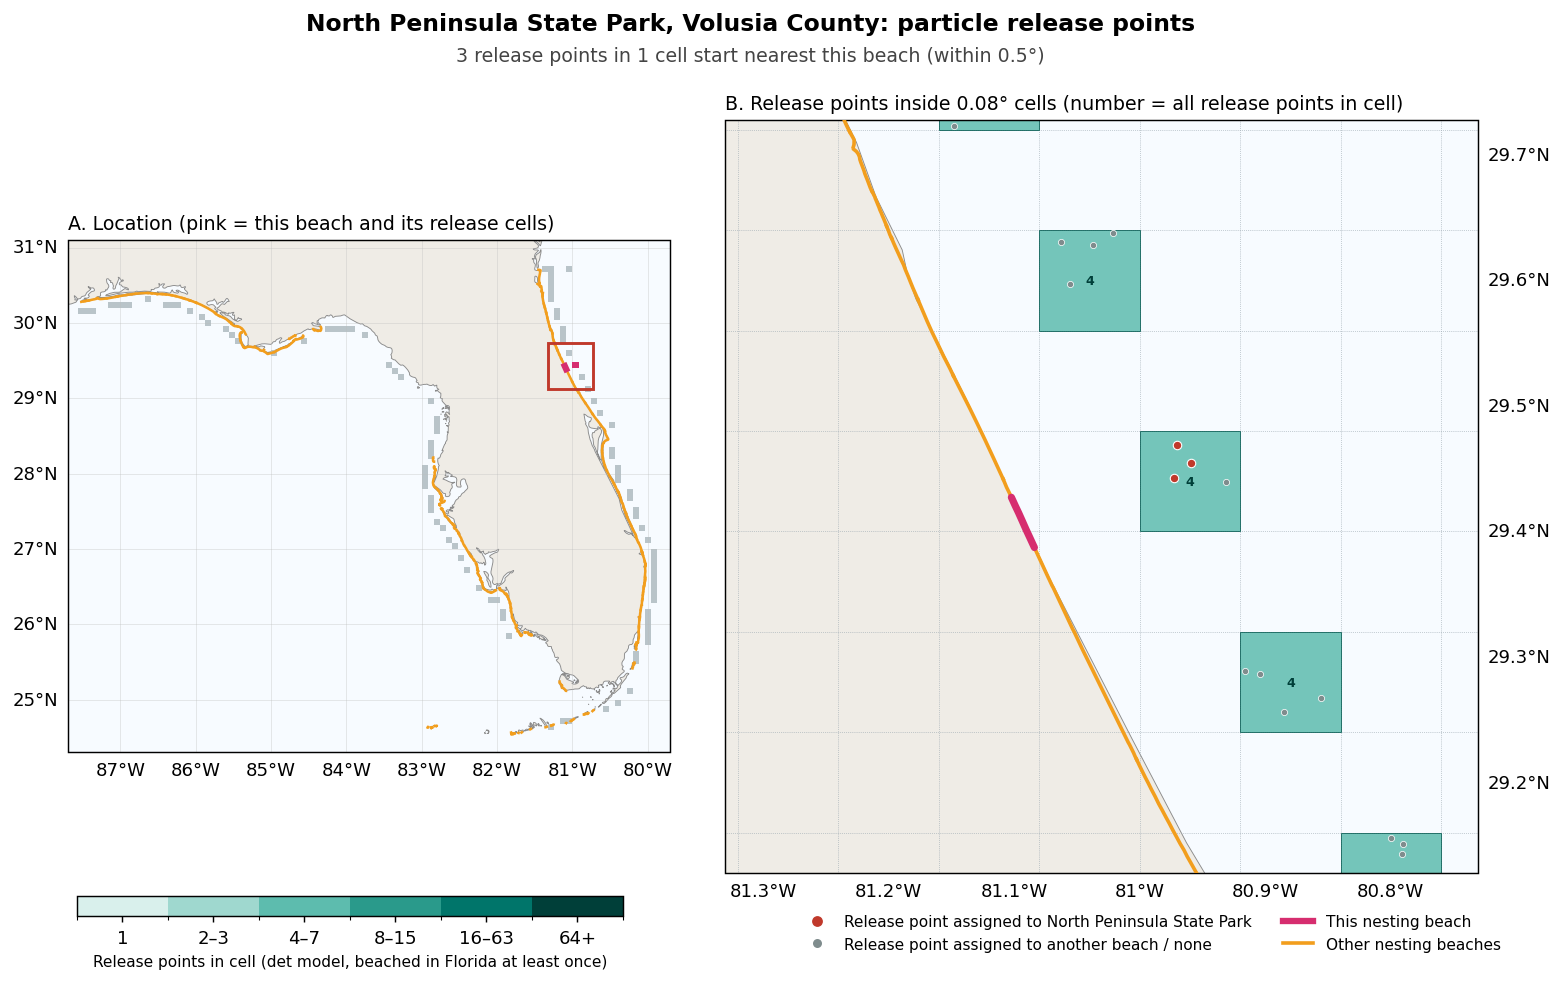 North Peninsula State Park, Volusia County: particle release points
3 release points in 1 cell start nearest this beach (within 0.5°)
A. Location (pink = this beach and its release cells)
31°N
30°N
29°N
28°N
27°N
26°N
25°N
87°W 86°W 85°W 84°W 83°W 82°W 81°W 80°W
1 2–3 4–7 8–15 16–63 64+
Release points in cell (det model, beached in Florida at least once)
B. Release points inside 0.08° cells (number = all release points in cell)
4
4
4
29.7°N
29.6°N
29.5°N
29.4°N
29.3°N
29.2°N
81.3°W 81.2°W 81.1°W 81°W 80.9°W 80.8°W
Release point assigned to North Peninsula State Park
Release point assigned to another beach / none
This nesting beach
Other nesting beaches